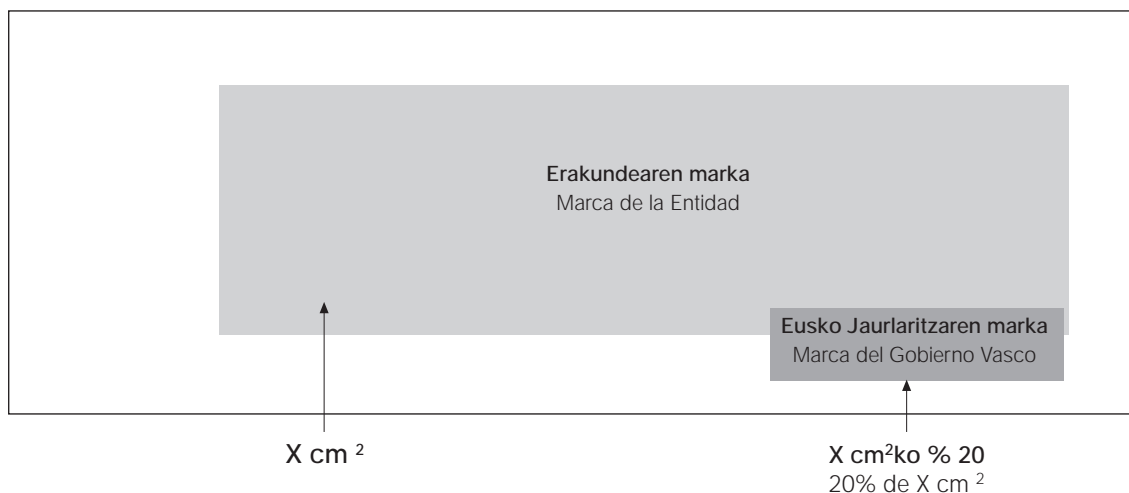 Erakundearen marka
Marca de la Entidad
Eusko Jaurlaritzaren marka
Marca del Gobierno Vasco
X cm ²
X cm²ko % 20
20% de X cm ²